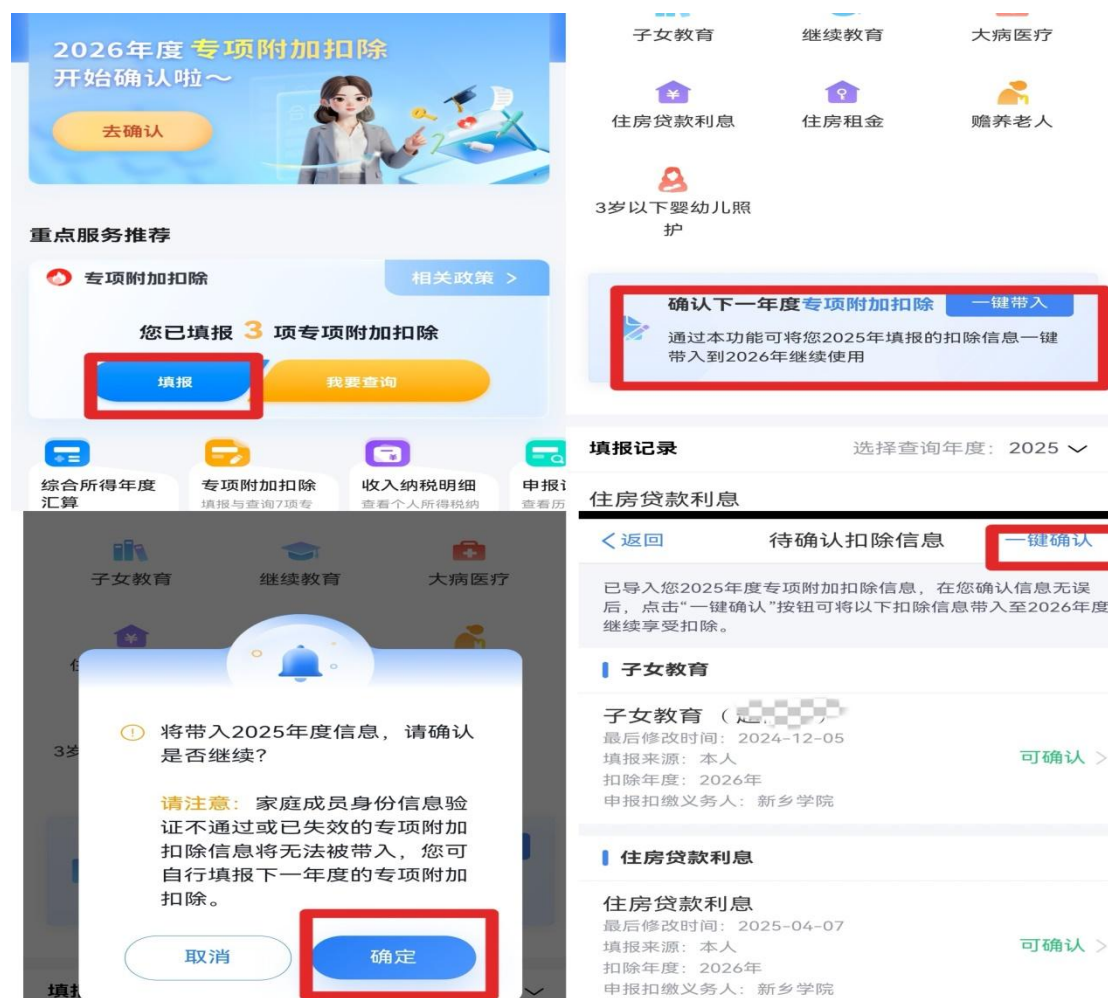 2026年度 专项附加扣除
开始确认啦～
去确认
重点服务推荐
专项附加扣除
相关政策 >
您已填报 3 项专项附加扣除
填报
我要查询
综合所得年度
汇算
专项附加扣除
填报与查询7项专
收入纳税明细
查看个人所得税纳
申报
查看历
子女教育
继续教育
大病医疗
住房贷款利息
住房租金
赡养老人
3岁以下婴幼儿照
护
确认下一年度专项附加扣除
一键带入
通过本功能可将您2025年填报的扣除信息一键
带入到2026年继续使用
填报记录
选择查询年度: 2025
住房贷款利息
子女教育
继续教育
大病医疗
3岁
将带入2025年度信息，请确认
是否继续？
请注意：家庭成员身份信息验
证不通过或已失效的专项附加
扣除信息将无法被带入，您可
自行填报下一年度的专项附加
扣除。
取消
确定
填报
<返回
待确认扣除信息
一键确认
已导入您2025年度专项附加扣除信息，在您确认信息无误
后，点击“一键确认”按钮可将以下扣除信息带入至2026年度
继续享受扣除。
子女教育
子女教育（
最后修改时间: 2024-12-05
填报来源: 本人
可确认 >
扣除年度: 2026年
申报扣缴义务人: 新乡学院
住房贷款利息
住房贷款利息
最后修改时间: 2025-04-07
填报来源: 本人
可确认 >
扣除年度: 2026年
申报扣缴义务人: 新乡学院